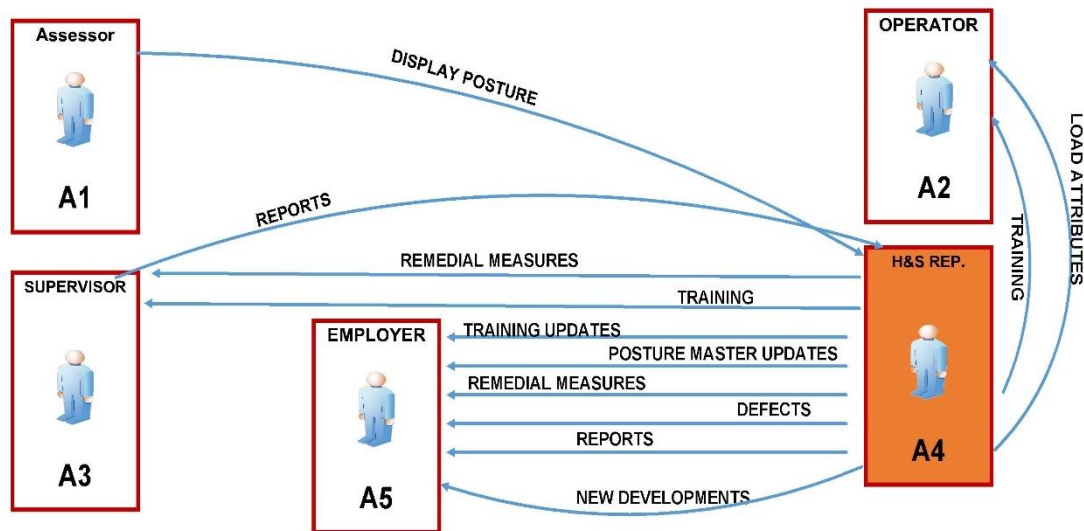 Assessor
A1
DISPLAY POSTURE
OPERATOR
A2
LOAD ATTRIBUTES
TRAINING
REPORTS
SUPERVISOR
A3
REMEDIAL MEASURES
TRAINING
H&S REP.
A4
EMPLOYER
A5
TRAINING UPDATES
POSTURE MASTER UPDATES
REMEDIAL MEASURES
DEFECTS
REPORTS
NEW DEVELOPMENTS